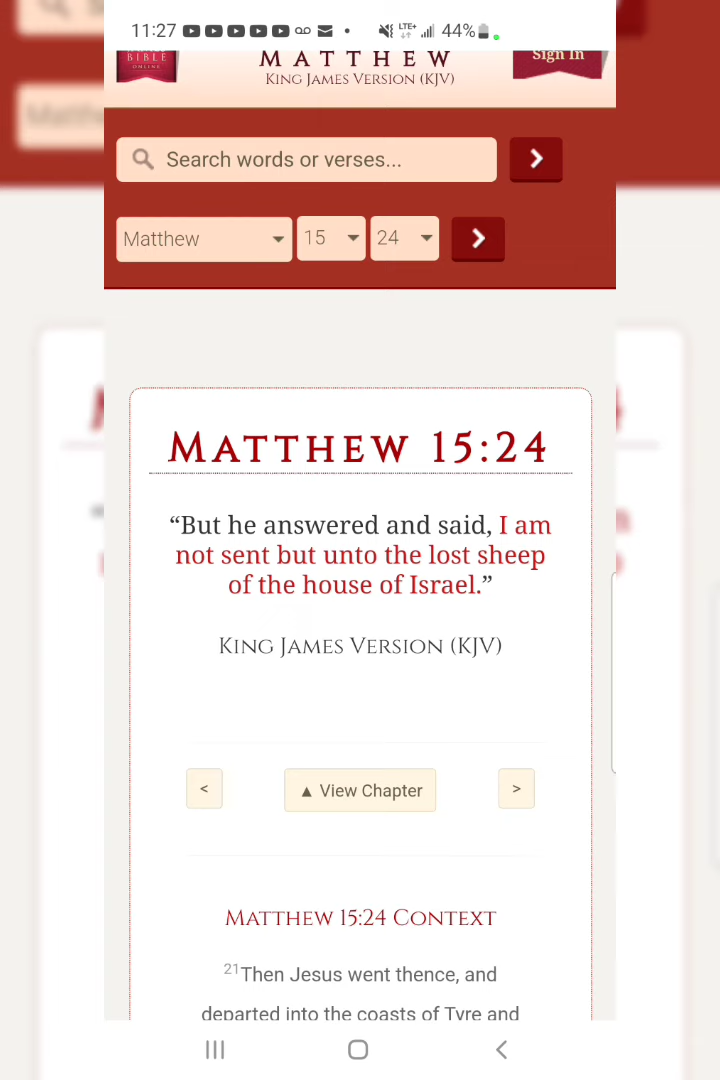 11:27 LTE+ 44%
BIBLE
ONLINE
MATTHEW
KING JAMES VERSION (KJV)
Sign In
Search words or verses...
Matthew 15 24
MATTHEW 15:24
“But he answered and said, I am
not sent but unto the lost sheep
of the house of Israel.”
KING JAMES VERSION (KJV)
< ▲ View Chapter >
MATTHEW 15:24 CONTEXT
21Then Jesus went thence, and
departed into the coasts of Tyre and